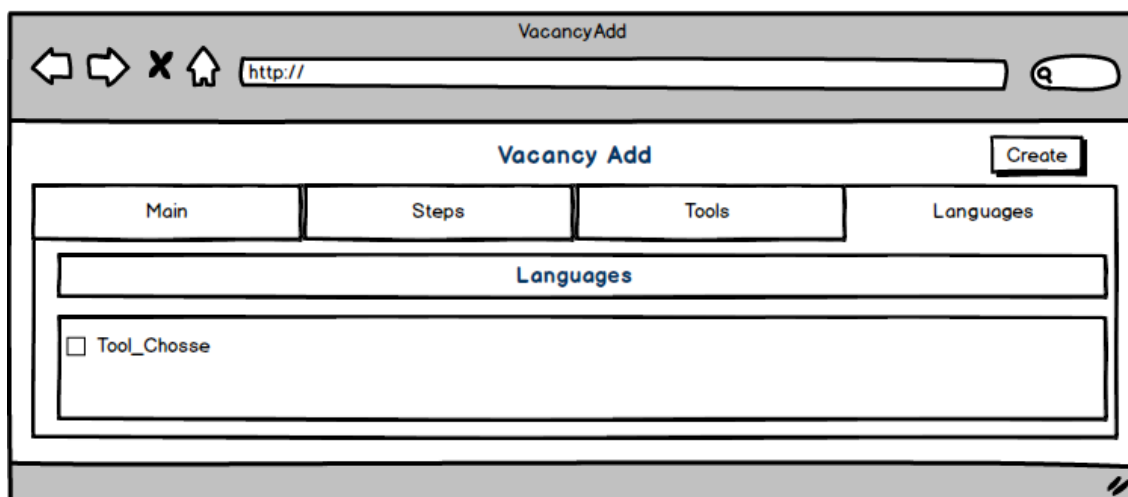 VacancyAdd
http://
Vacancy Add
Create
Main
Steps
Tools
Languages
Languages
Tool_Chosse